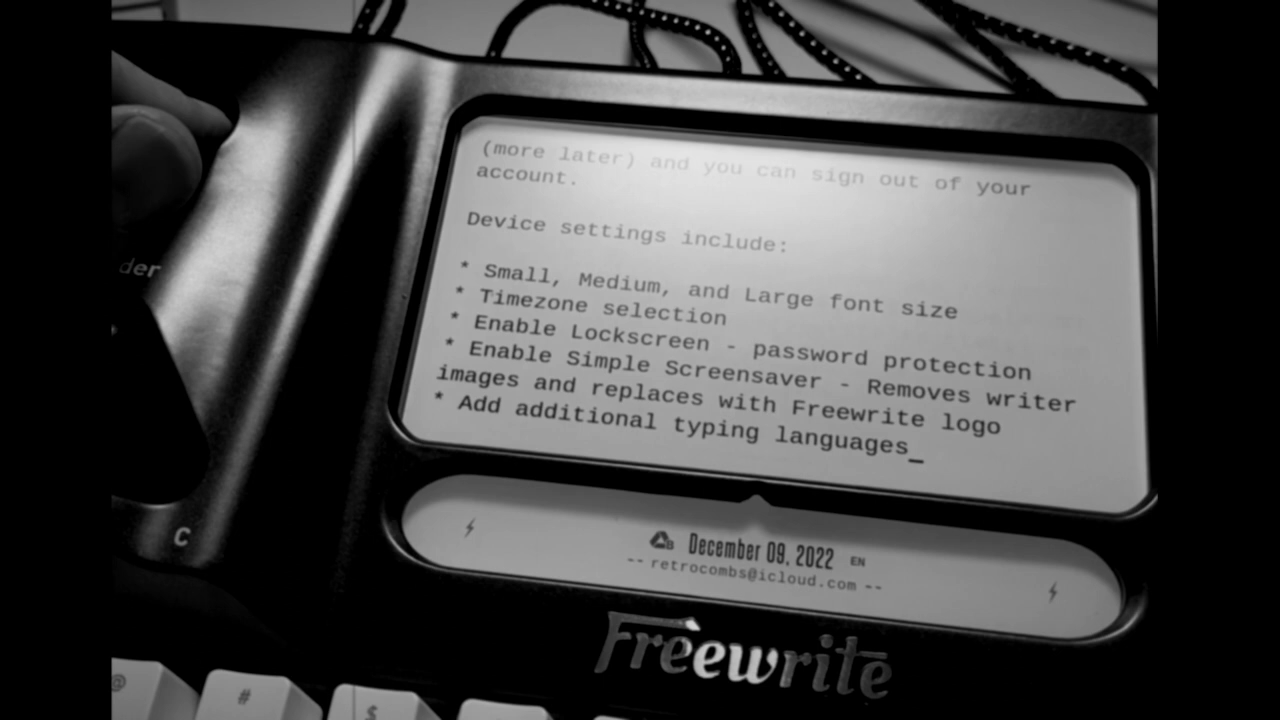 (more later) and you can sign out of your
account.
Device settings include:
* Small, Medium, and Large font size
* Timezone selection
* Enable Lockscreen - password protection
* Enable Simple Screensaver - Removes writer
images and replaces with Freewrite logo
* Add additional typing languages_
der
C
December 09, 2022 EN
-- retrocombs@icloud.com --
Freewrite
@ # $